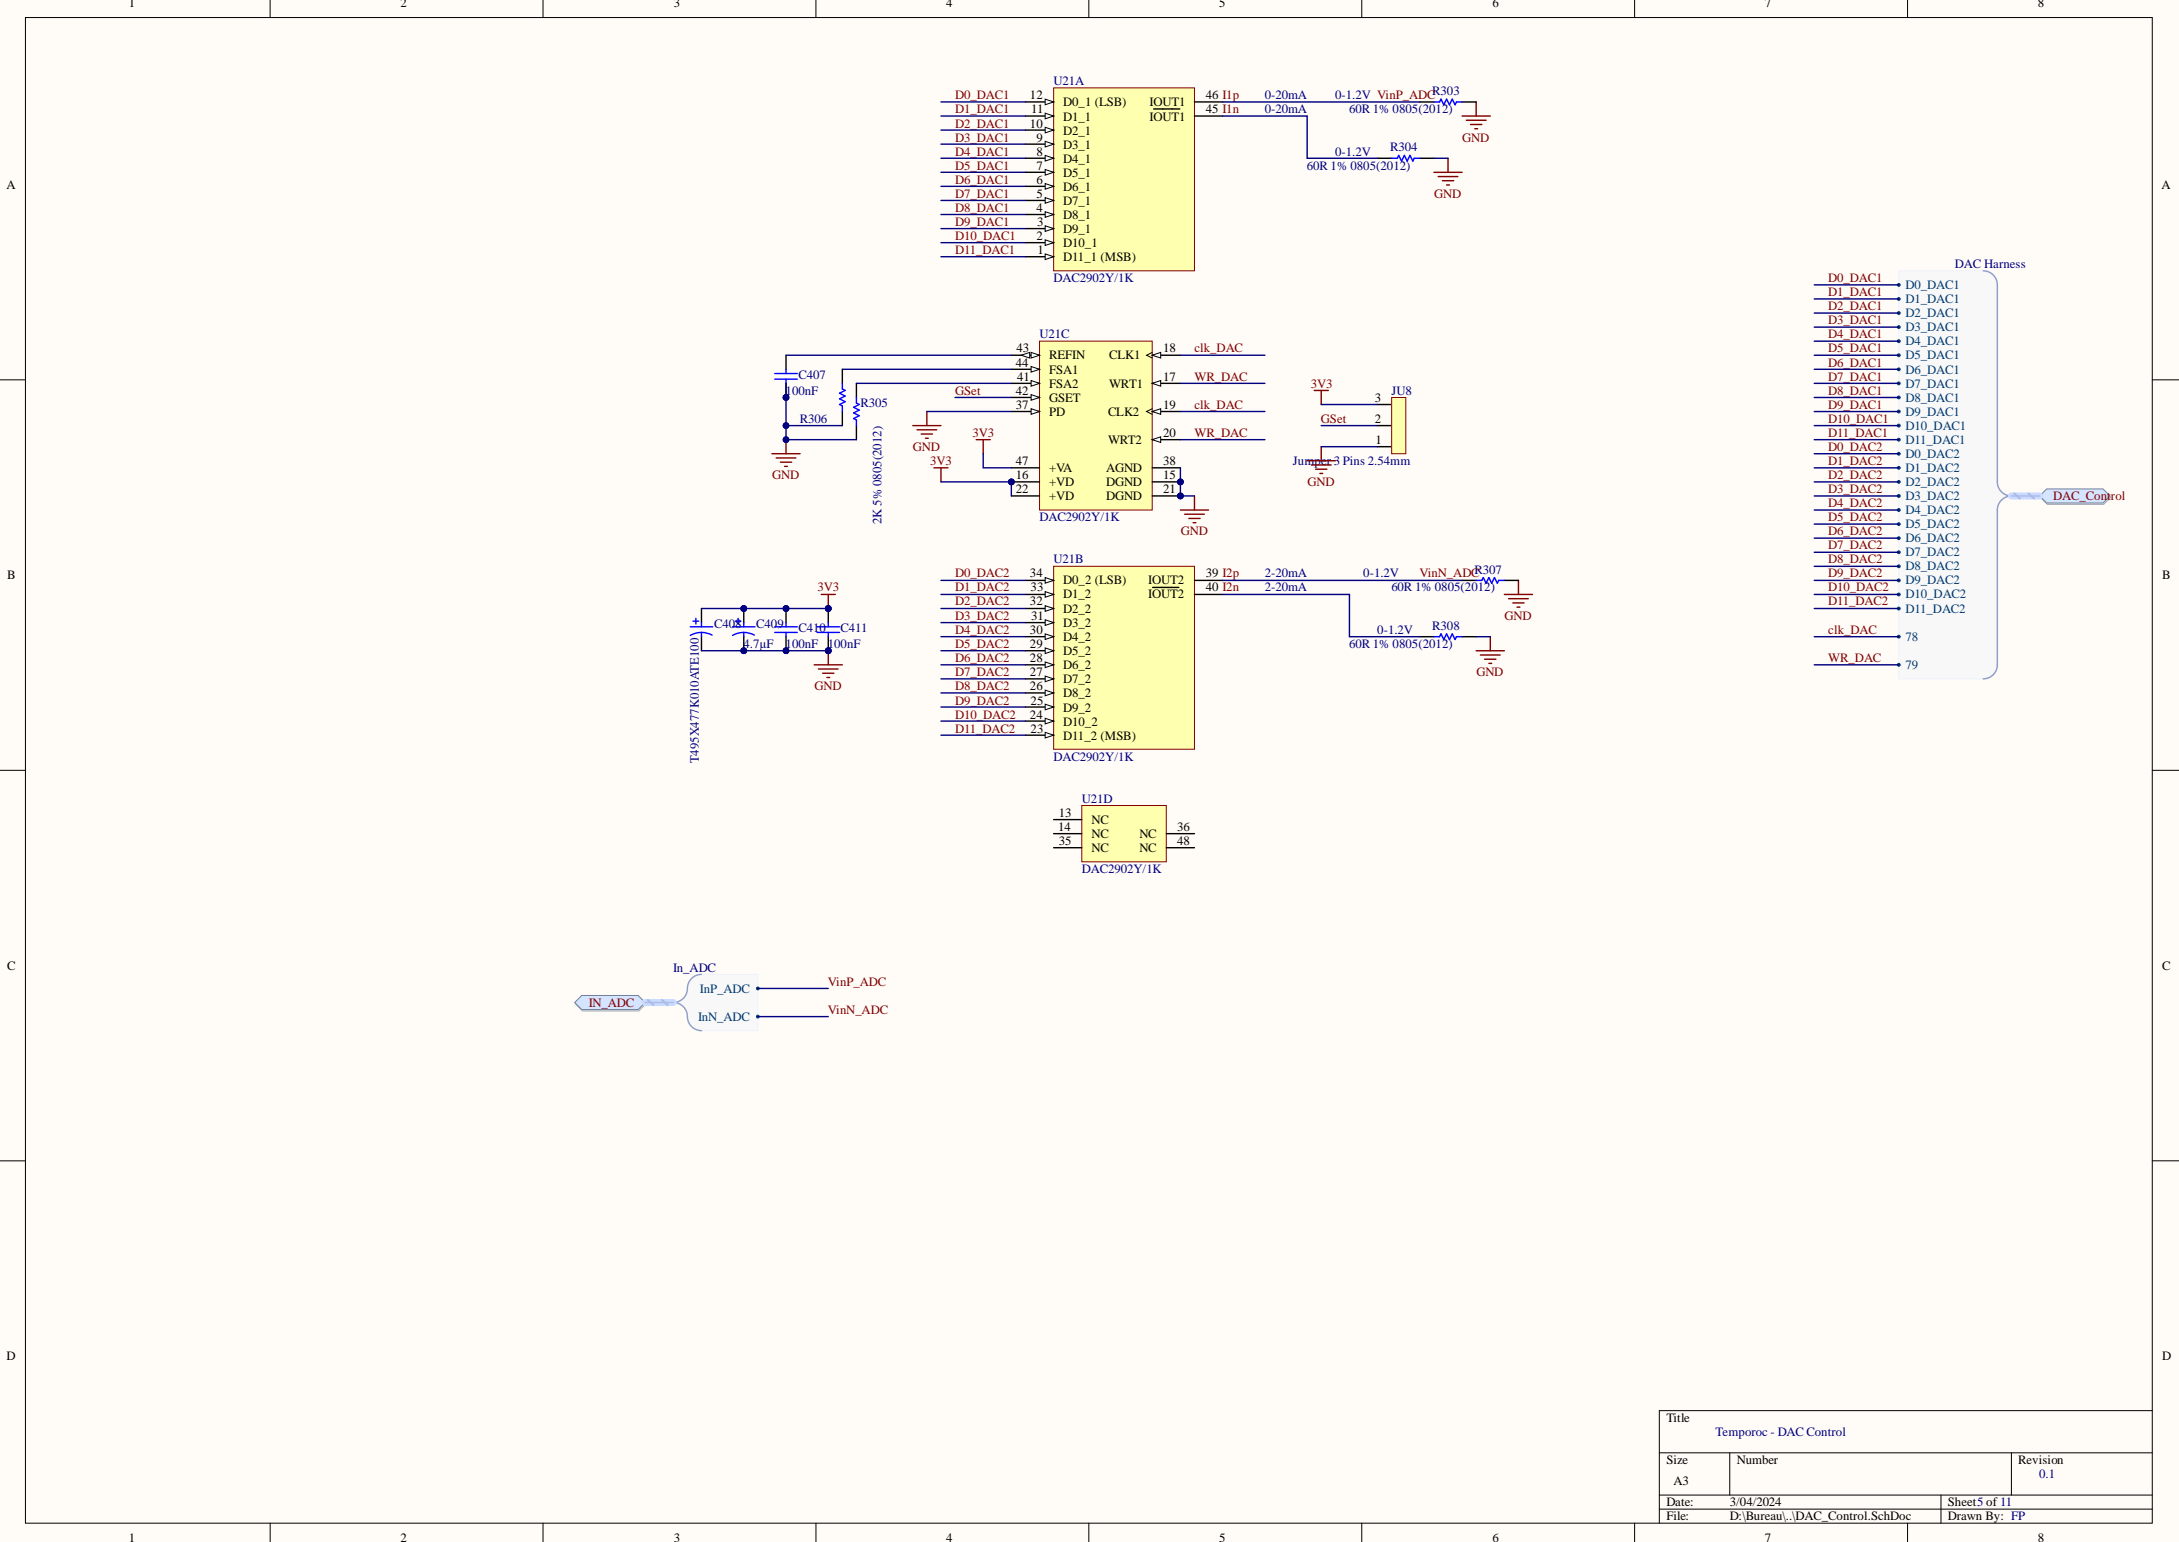 1 2 3 4 5 6 7 8
A
B
C
D
A
B
C
D
U21A
D0_DAC1 12 D0_1 (LSB) IOUT1 46 I1p 0-20mA 0-1.2V VinP_ADC R303
D1_DAC1 11 D1_1 IOUT1 45 I1n 0-20mA 60R 1% 0805(2012)
D2_DAC1 10 D2_1
D3_DAC1 9 D3_1
D4_DAC1 8 D4_1
D5_DAC1 7 D5_1
D6_DAC1 6 D6_1
D7_DAC1 5 D7_1
D8_DAC1 4 D8_1
D9_DAC1 3 D9_1
D10_DAC1 2 D10_1
D11_DAC1 1 D11_1 (MSB)
DAC2902Y/1K
GND
0-1.2V R304
60R 1% 0805(2012)
GND
U21C
43 REFIN CLK1 18 clk_DAC
44 FSA1
41 FSA2 WRT1 17 WR_DAC
GSet 42 GSET
37 PD CLK2 19 clk_DAC
WRT2 20 WR_DAC
47 +VA AGND 38
16 +VD DGND 15
22 +VD DGND 21
DAC2902Y/1K
C407
100nF
R306
R305
2K 5% 0805(2012)
GND
GND
3V3
3V3
GND
3V3
JU8
3
GSet 2
1
Jumper 3 Pins 2.54mm
GND
U21B
D0_DAC2 34 D0_2 (LSB) IOUT2 39 I2p 2-20mA 0-1.2V VinN_ADC R307
D1_DAC2 33 D1_2 IOUT2 40 I2n 2-20mA 60R 1% 0805(2012)
D2_DAC2 32 D2_2
D3_DAC2 31 D3_2
D4_DAC2 30 D4_2
D5_DAC2 29 D5_2
D6_DAC2 28 D6_2
D7_DAC2 27 D7_2
D8_DAC2 26 D8_2
D9_DAC2 25 D9_2
D10_DAC2 24 D10_2
D11_DAC2 23 D11_2 (MSB)
DAC2902Y/1K
GND
0-1.2V R308
60R 1% 0805(2012)
GND
3V3
C408 C409 C410 C411
4.7µF 100nF 100nF
T495X477K010ATE100
GND
U21D
13 NC
14 NC NC 36
35 NC NC 48
DAC2902Y/1K
In_ADC
IN_ADC
InP_ADC VinP_ADC
InN_ADC VinN_ADC
DAC Harness
D0_DAC1 D0_DAC1
D1_DAC1 D1_DAC1
D2_DAC1 D2_DAC1
D3_DAC1 D3_DAC1
D4_DAC1 D4_DAC1
D5_DAC1 D5_DAC1
D6_DAC1 D6_DAC1
D7_DAC1 D7_DAC1
D8_DAC1 D8_DAC1
D9_DAC1 D9_DAC1
D10_DAC1 D10_DAC1
D11_DAC1 D11_DAC1
D0_DAC2 D0_DAC2
D1_DAC2 D1_DAC2
D2_DAC2 D2_DAC2
D3_DAC2 D3_DAC2
D4_DAC2 D4_DAC2
D5_DAC2 D5_DAC2
D6_DAC2 D6_DAC2
D7_DAC2 D7_DAC2
D8_DAC2 D8_DAC2
D9_DAC2 D9_DAC2
D10_DAC2 D10_DAC2
D11_DAC2 D11_DAC2
clk_DAC 78
WR_DAC 79
DAC_Control
Title
Temporoc - DAC Control
Size Number Revision
A3 0.1
Date: 3/04/2024 Sheet5 of 11
File: D:\Bureau\..\DAC_Control.SchDoc Drawn By: FP
1 2 3 4 5 6 7 8